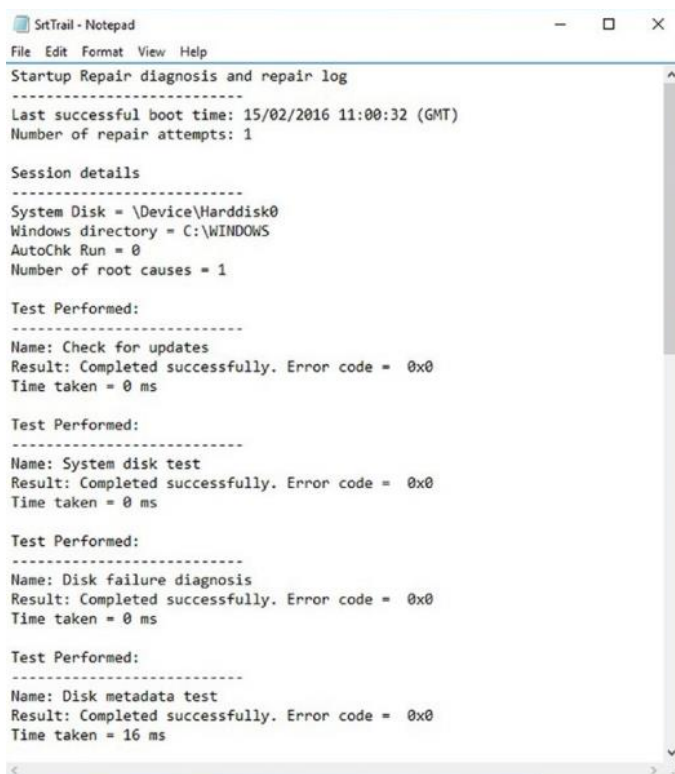 SrtTrail - Notepad
File Edit Format View Help
Startup Repair diagnosis and repair log
---------------------------
Last successful boot time: 15/02/2016 11:00:32 (GMT)
Number of repair attempts: 1
Session details
---------------------------
System Disk = \Device\Harddisk0
Windows directory = C:\WINDOWS
AutoChk Run = 0
Number of root causes = 1
Test Performed:
---------------------------
Name: Check for updates
Result: Completed successfully. Error code =  0x0
Time taken = 0 ms
Test Performed:
---------------------------
Name: System disk test
Result: Completed successfully. Error code =  0x0
Time taken = 0 ms
Test Performed:
---------------------------
Name: Disk failure diagnosis
Result: Completed successfully. Error code =  0x0
Time taken = 0 ms
Test Performed:
---------------------------
Name: Disk metadata test
Result: Completed successfully. Error code =  0x0
Time taken = 16 ms